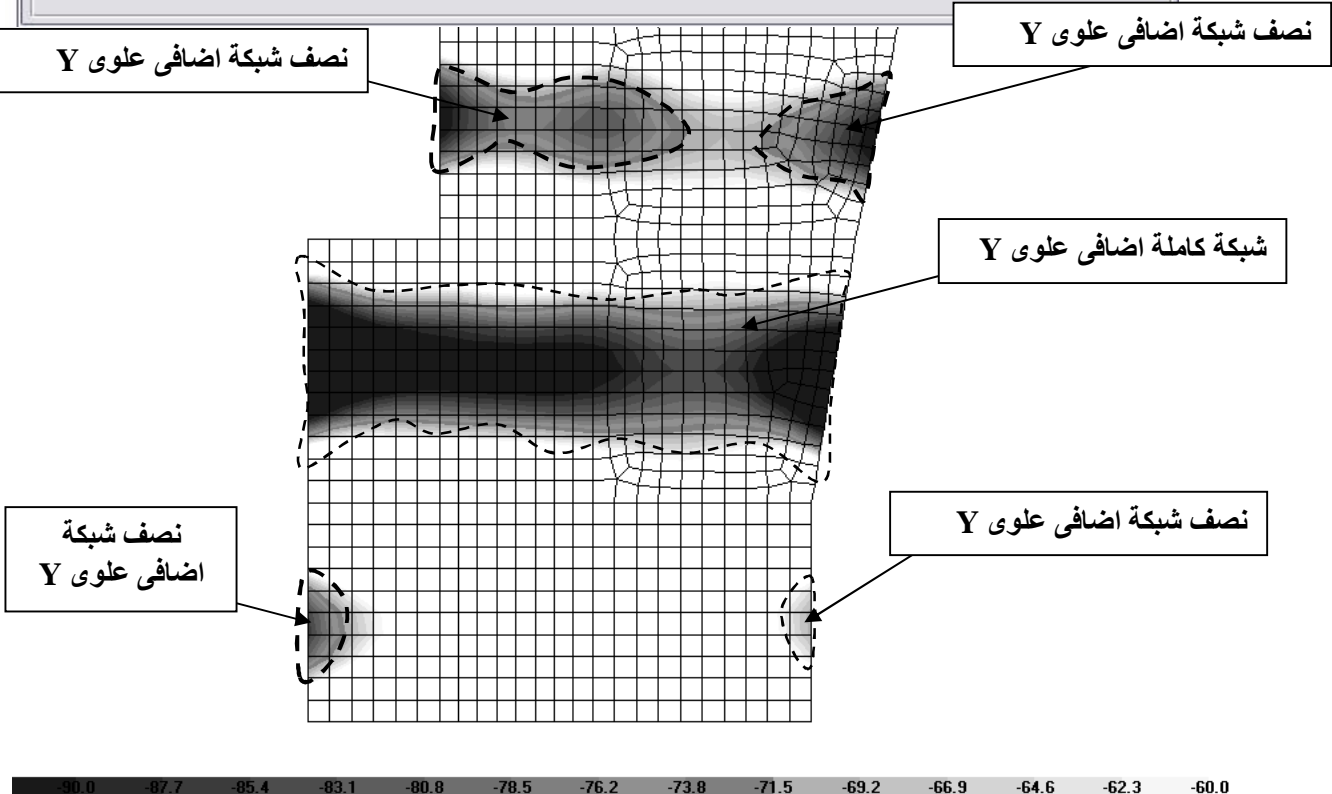 نصف شبكة اضافى علوى Y
نصف شبكة اضافى علوى Y
شبكة كاملة اضافى علوى Y
نصف شبكة اضافى علوى Y
نصف شبكة
اضافى علوى Y
-90.0 -87.7 -85.4 -83.1 -80.8 -78.5 -76.2 -73.8 -71.5 -69.2 -66.9 -64.6 -62.3 -60.0